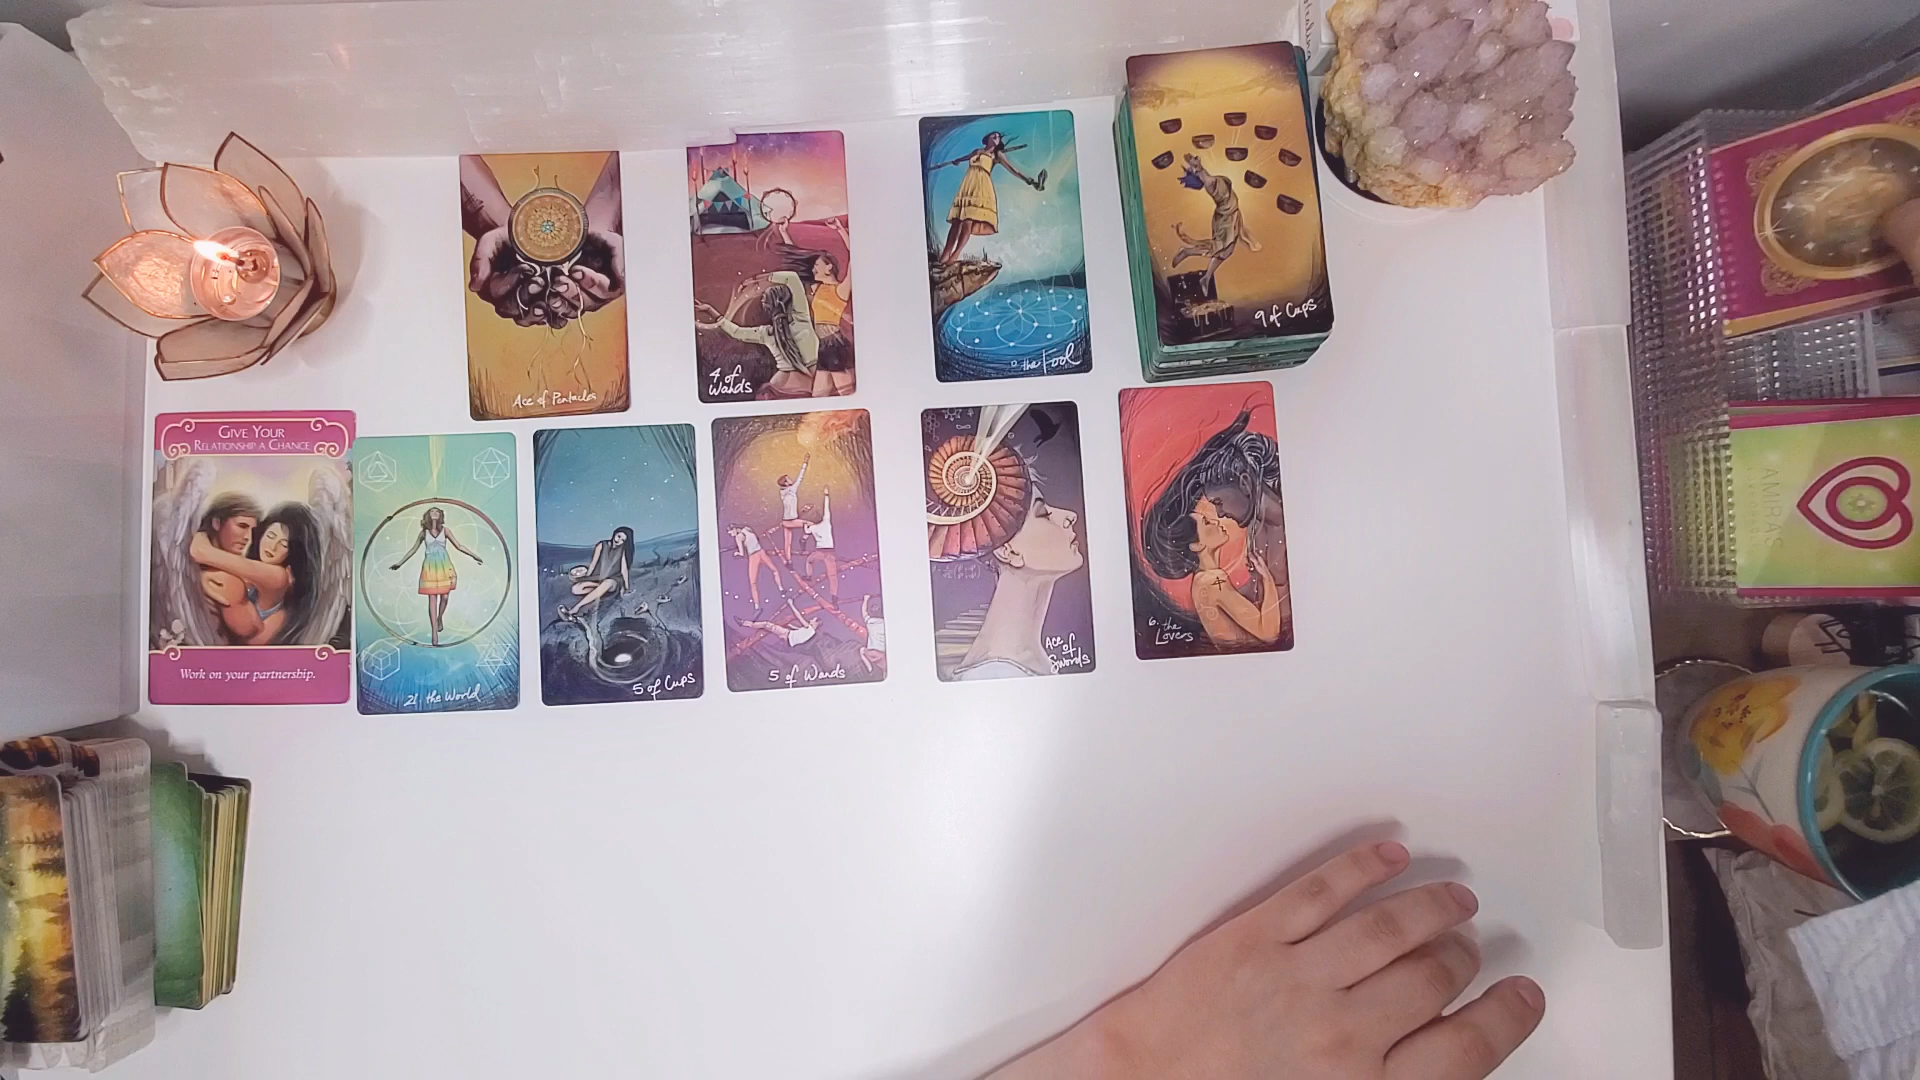 Ace of Pentacles
4 of
Wands
0 the Fool
9 of Cups
GIVE YOUR
RELATIONSHIP A CHANCE
Work on your partnership.
21. the World
5 of Cups
5 of Wands
Ace
of
Swords
6. the
Lovers